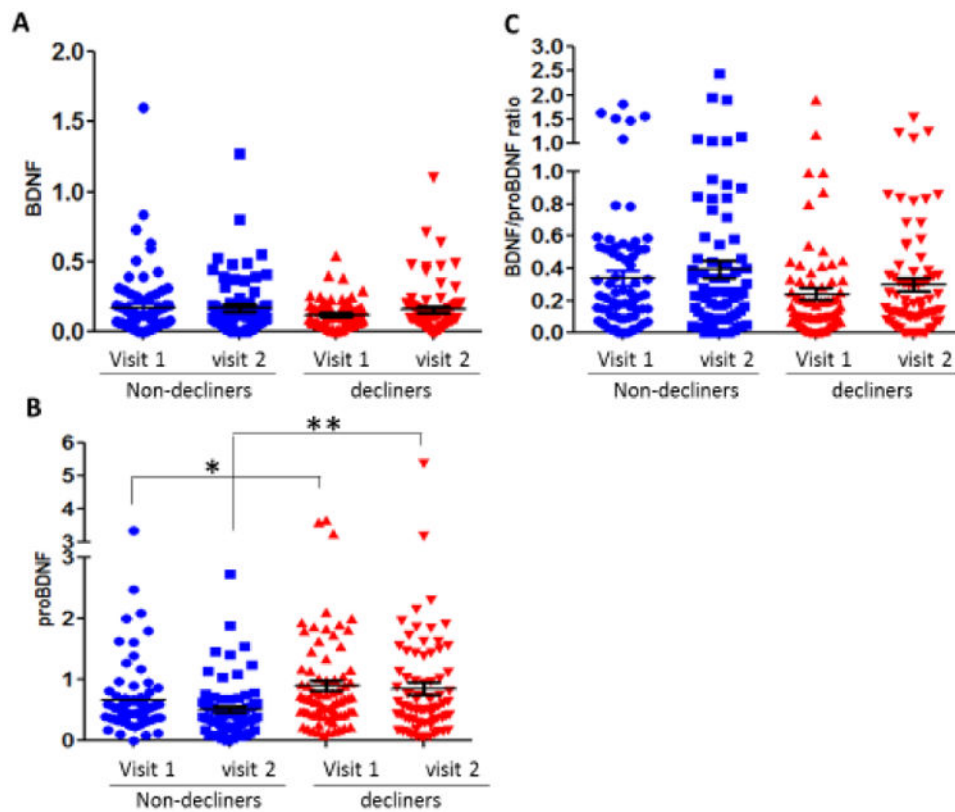 A
BDNF
2.0
1.5
1.0
0.5
0.0
Visit 1 visit 2 Visit 1 visit 2
Non-decliners decliners
C
BDNF/proBDNF ratio
3.0
2.5
2.0
1.5
1.0
1.0
0.8
0.6
0.4
0.2
0.0
Visit 1 visit 2 Visit 1 visit 2
Non-decliners decliners
B
proBDNF
6
5
4
3
3
2
1
0
*
**
Visit 1 visit 2 Visit 1 visit 2
Non-decliners decliners